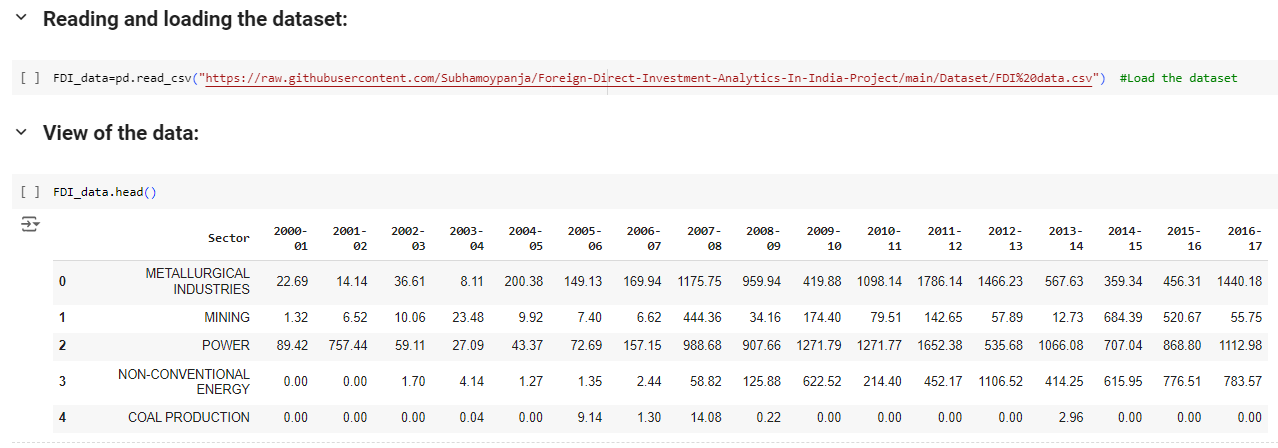 Reading and loading the dataset:
[ ] FDI_data=pd.read_csv("https://raw.githubusercontent.com/Subhamoypanja/Foreign-Direct-Investment-Analytics-In-India-Project/main/Dataset/FDI%20data.csv") #Load the dataset
View of the data:
[ ] FDI_data.head()
Sector 2000-01 2001-02 2002-03 2003-04 2004-05 2005-06 2006-07 2007-08 2008-09 2009-10 2010-11 2011-12 2012-13 2013-14 2014-15 2015-16 2016-17
0 METALLURGICAL INDUSTRIES 22.69 14.14 36.61 8.11 200.38 149.13 169.94 1175.75 959.94 419.88 1098.14 1786.14 1466.23 567.63 359.34 456.31 1440.18
1 MINING 1.32 6.52 10.06 23.48 9.92 7.40 6.62 444.36 34.16 174.40 79.51 142.65 57.89 12.73 684.39 520.67 55.75
2 POWER 89.42 757.44 59.11 27.09 43.37 72.69 157.15 988.68 907.66 1271.79 1271.77 1652.38 535.68 1066.08 707.04 868.80 1112.98
3 NON-CONVENTIONAL ENERGY 0.00 0.00 1.70 4.14 1.27 1.35 2.44 58.82 125.88 622.52 214.40 452.17 1106.52 414.25 615.95 776.51 783.57
4 COAL PRODUCTION 0.00 0.00 0.00 0.04 0.00 9.14 1.30 14.08 0.22 0.00 0.00 0.00 0.00 2.96 0.00 0.00 0.00